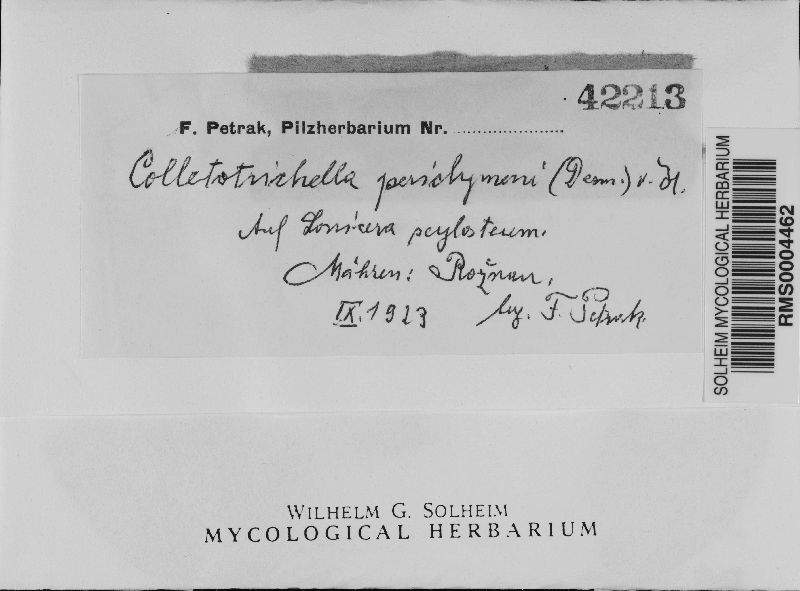 42213
F. Petrak, Pilzherbarium Nr. ......................
Colletotrichella periclymeni (Desm.) v. H.
Auf Lonicera xylosteum.
Mähren: Rožnau,
IX. 1923 leg. F. Petrak.
SOLHEIM MYCOLOGICAL HERBARIUM
RMS0004462
WILHELM G. SOLHEIM
MYCOLOGICAL HERBARIUM